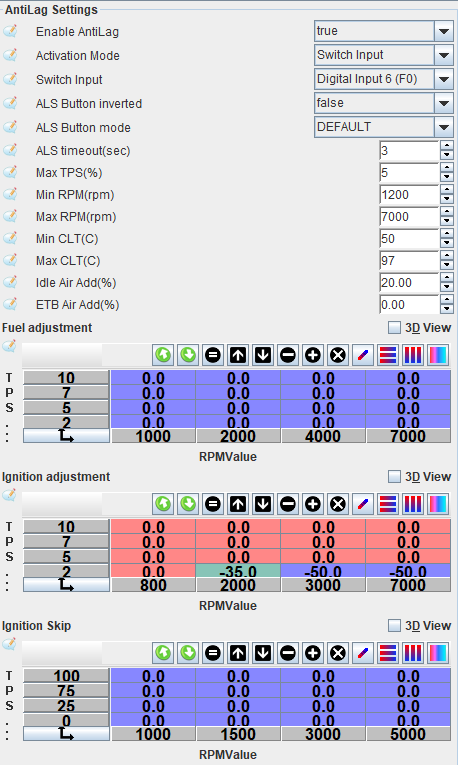 AntiLag Settings
Enable AntiLag true
Activation Mode Switch Input
Switch Input Digital Input 6 (F0)
ALS Button inverted false
ALS Button mode DEFAULT
ALS timeout(sec) 3
Max TPS(%) 5
Min RPM(rpm) 1200
Max RPM(rpm) 7000
Min CLT(C) 50
Max CLT(C) 97
Idle Air Add(%) 20.00
ETB Air Add(%) 0.00
Fuel adjustment 3D View
T 10 0.0 0.0 0.0 0.0
P 7 0.0 0.0 0.0 0.0
S 5 0.0 0.0 0.0 0.0
: 2 0.0 0.0 0.0 0.0
1000 2000 4000 7000
RPMValue
Ignition adjustment 3D View
T 10 0.0 0.0 0.0 0.0
P 7 0.0 0.0 0.0 0.0
S 5 0.0 0.0 0.0 0.0
: 2 0.0 -35.0 -50.0 -50.0
800 2000 3000 7000
RPMValue
Ignition Skip 3D View
T 100 0.0 0.0 0.0 0.0
P 75 0.0 0.0 0.0 0.0
S 25 0.0 0.0 0.0 0.0
: 0 0.0 0.0 0.0 0.0
1000 1500 3000 5000
RPMValue